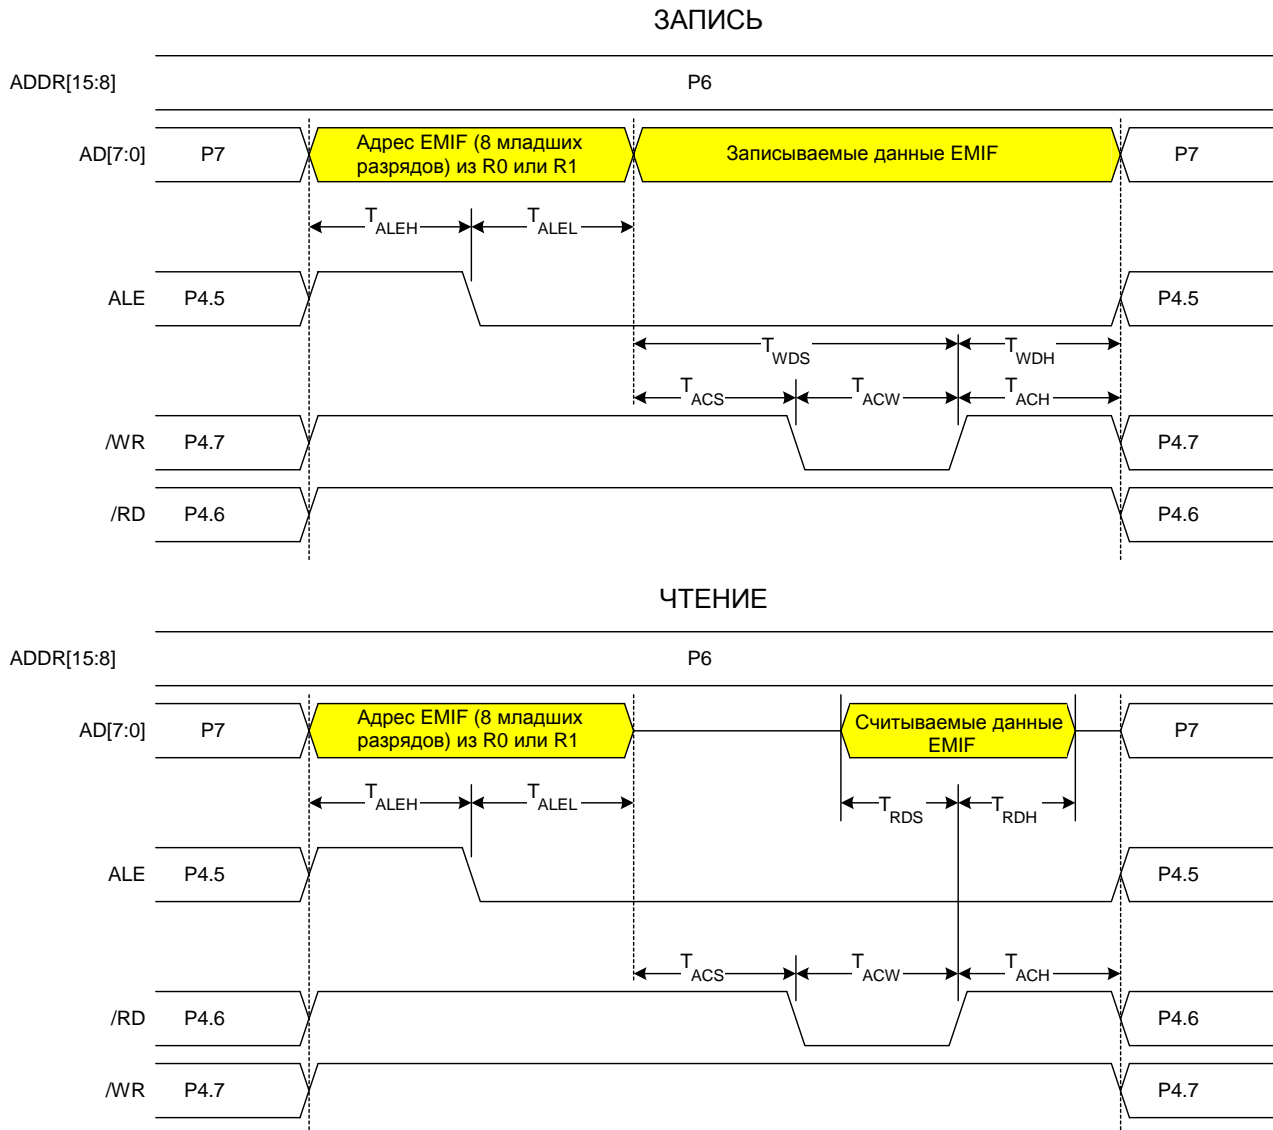 ЗАПИСЬ
ADDR[15:8]
P6
AD[7:0]
P7
Адрес EMIF (8 младших
разрядов) из R0 или R1
Записываемые данные EMIF
P7
TALEH
TALEL
ALE
P4.5
P4.5
TWDS
TWDH
TACS
TACW
TACH
/WR
P4.7
P4.7
/RD
P4.6
P4.6
ЧТЕНИЕ
ADDR[15:8]
P6
AD[7:0]
P7
Адрес EMIF (8 младших
разрядов) из R0 или R1
Считываемые данные
EMIF
P7
TALEH
TALEL
TRDS
TRDH
ALE
P4.5
P4.5
TACS
TACW
TACH
/RD
P4.6
P4.6
/WR
P4.7
P4.7